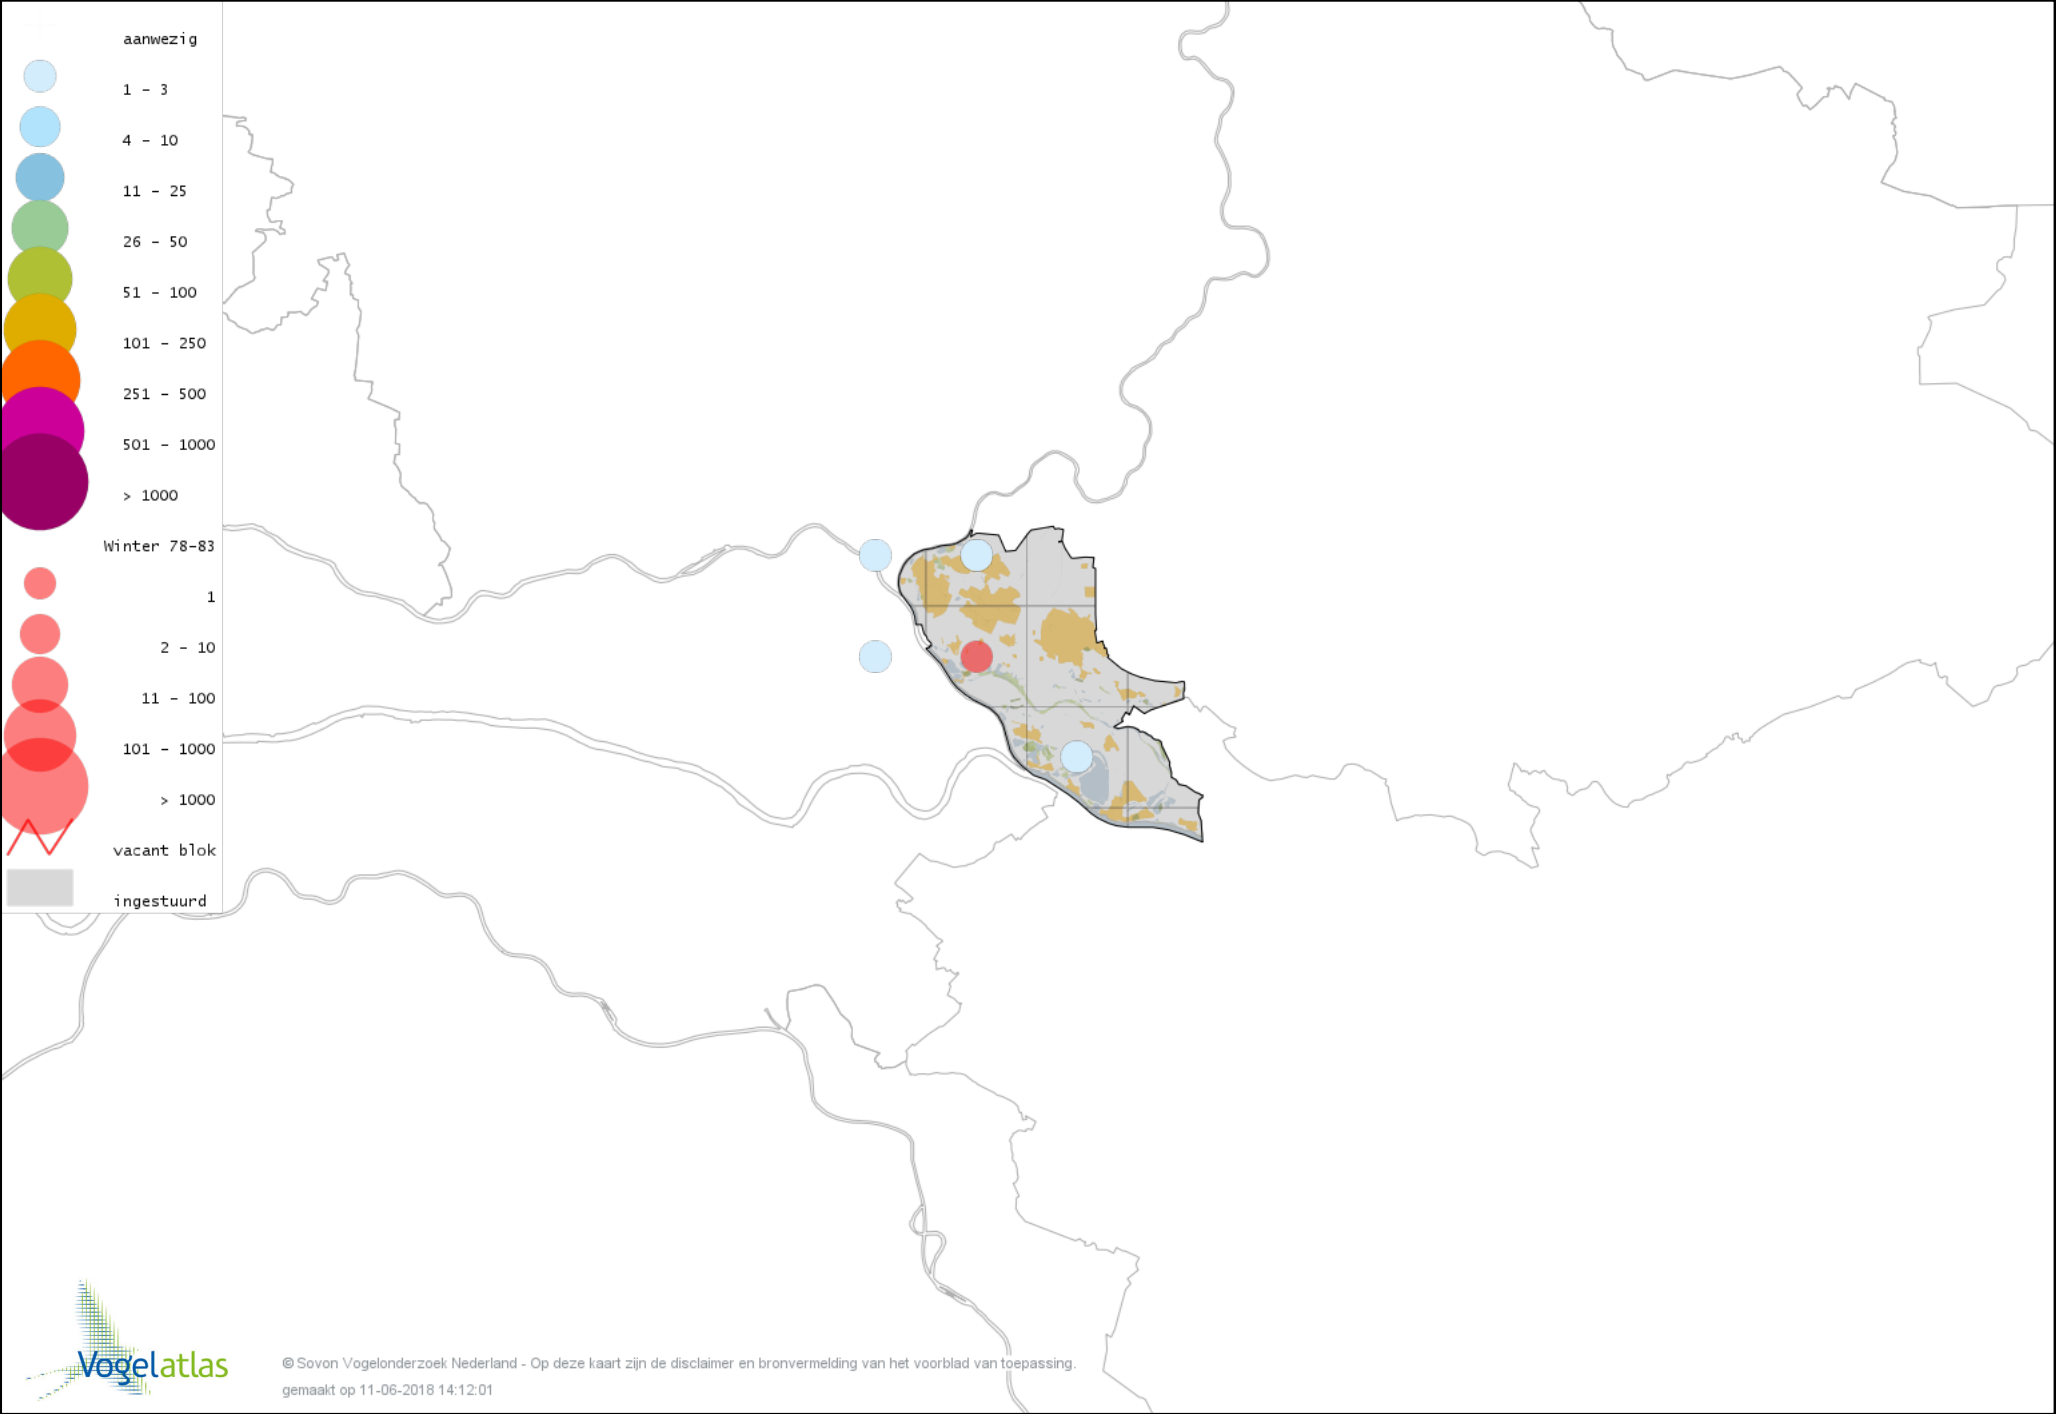 aanwezig
1 - 3
4 - 10
11 - 25
26 - 50
51 - 100
101 - 250
251 - 500
501 - 1000
> 1000
Winter 78-83
1
2 - 10
11 - 100
101 - 1000
> 1000
vacant blok
ingestuurd
Vogelatlas
© Sovon Vogelonderzoek Nederland - Op deze kaart zijn de disclaimer en bronvermelding van het voorblad van toepassing.
gemaakt op 11-06-2018 14:12:01